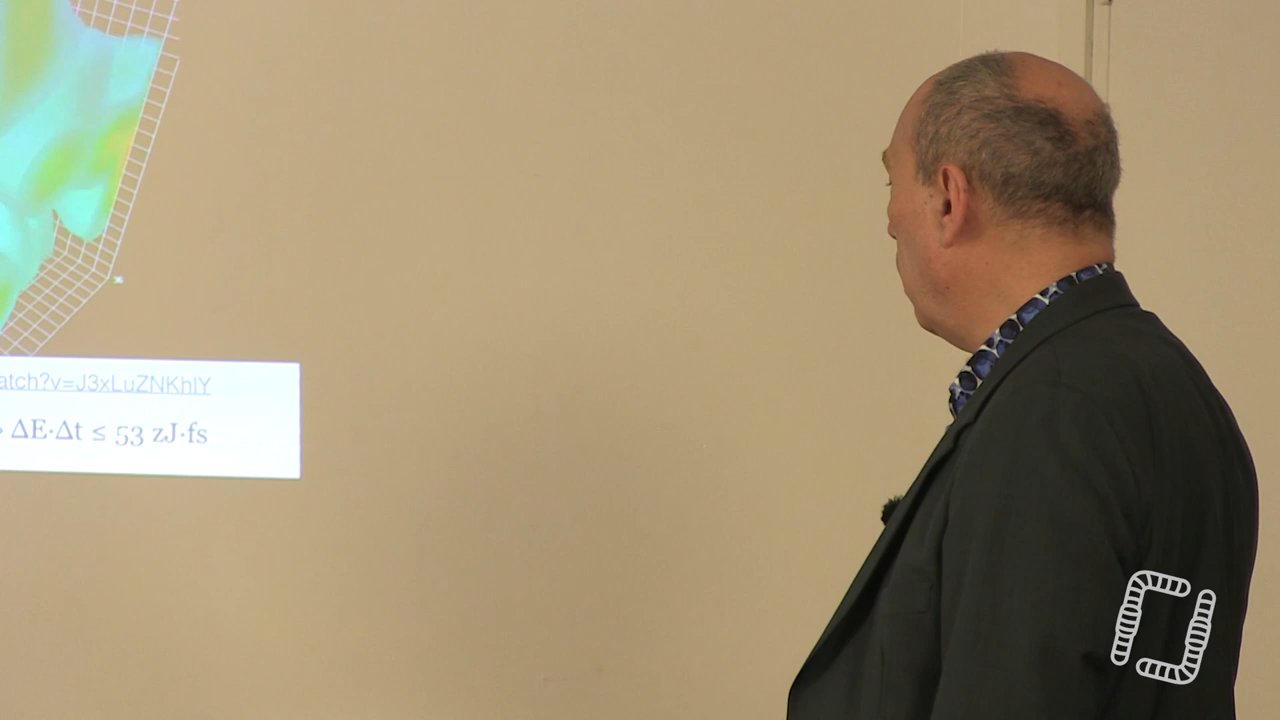 atch?v=J3xLuZNKhlY
ΔE·Δt ≤ 53 zJ·fs